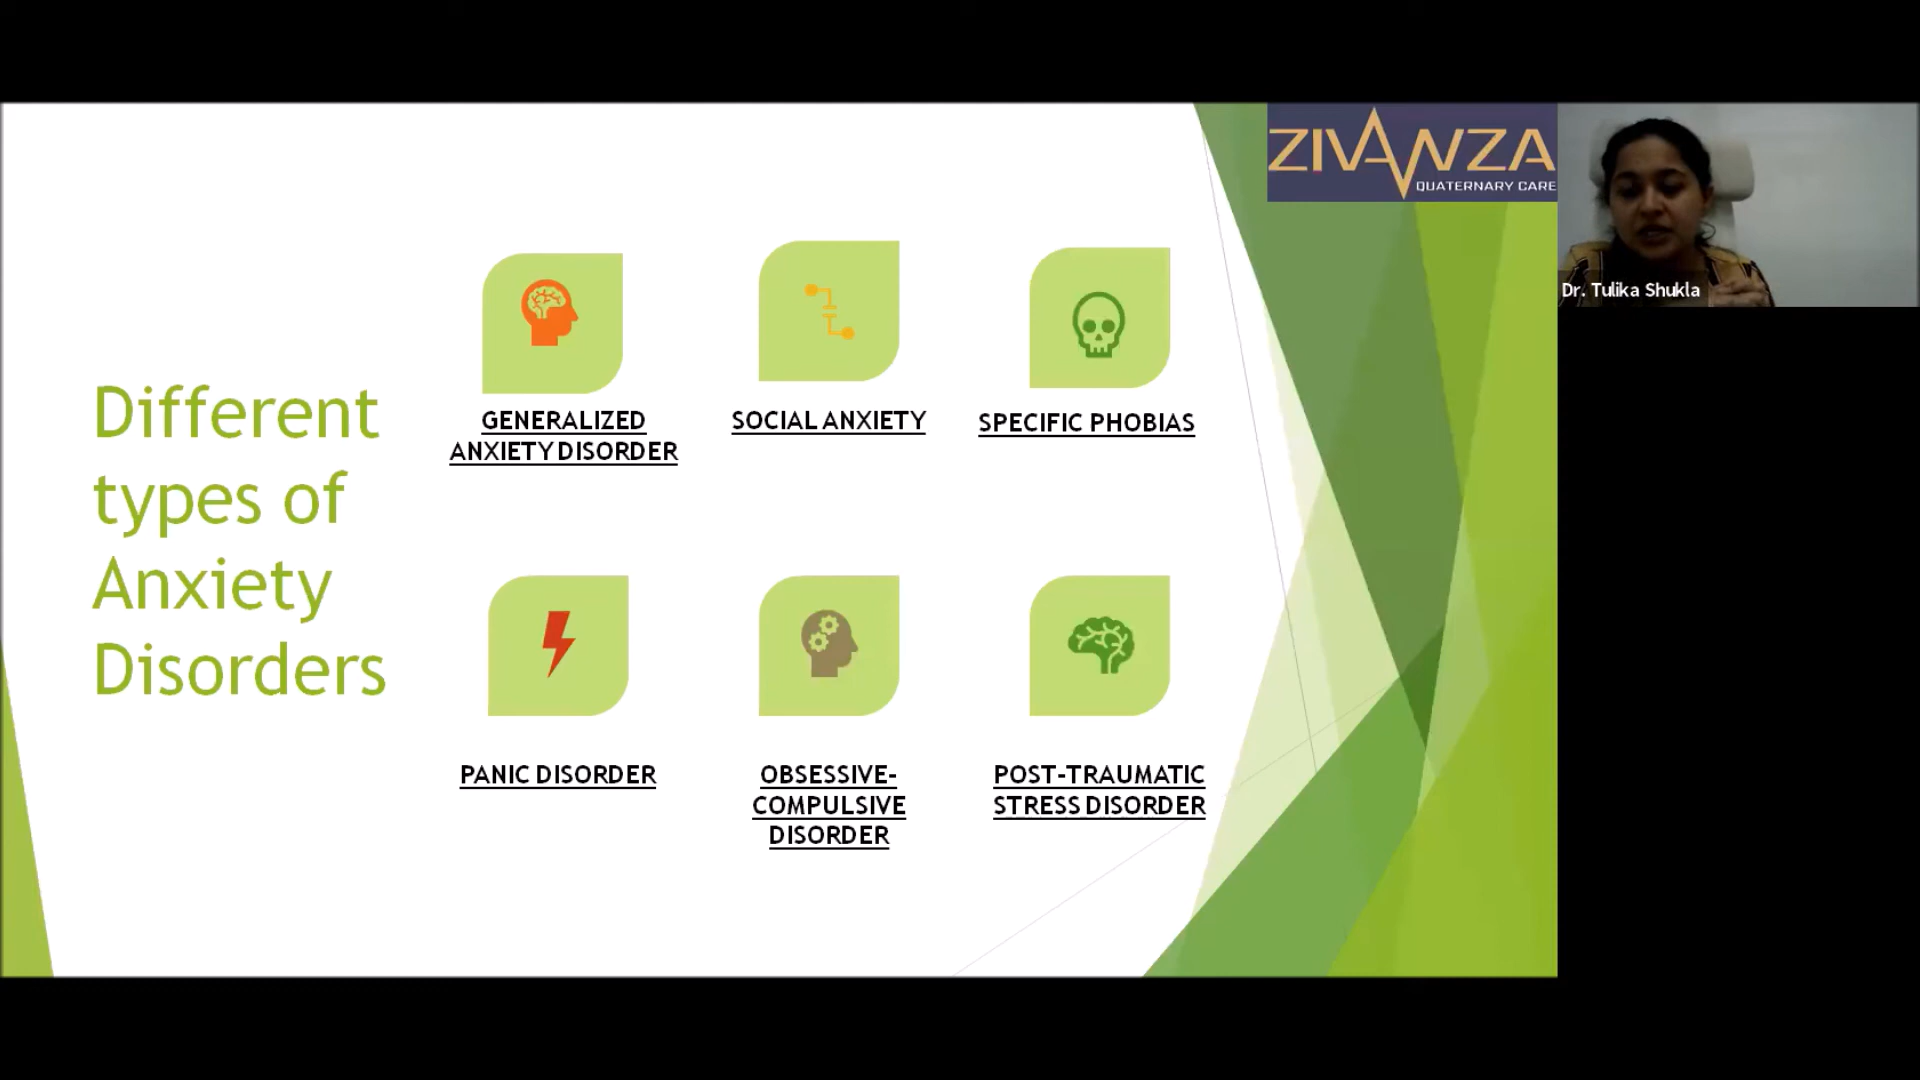 Different
types of
Anxiety
Disorders
GENERALIZED
ANXIETY DISORDER
SOCIAL ANXIETY
SPECIFIC PHOBIAS
PANIC DISORDER
OBSESSIVE-
COMPULSIVE
DISORDER
POST-TRAUMATIC
STRESS DISORDER
ZIVANZA
QUATERNARY CARE
Dr. Tulika Shukla